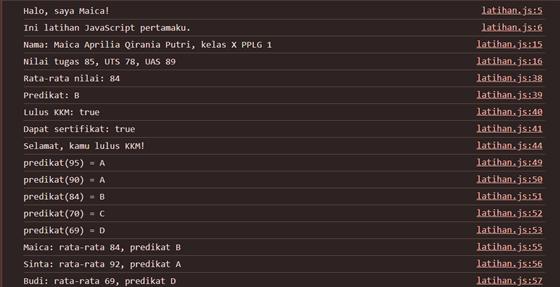 Halo, saya Maica! latihan.js:5
Ini latihan JavaScript pertamaku. latihan.js:6
Nama: Maica Aprilia Qirania Putri, kelas X PPLG 1 latihan.js:15
Nilai tugas 85, UTS 78, UAS 89 latihan.js:16
Rata-rata nilai: 84 latihan.js:38
Predikat: B latihan.js:39
Lulus KKM: true latihan.js:40
Dapat sertifikat: true latihan.js:41
Selamat, kamu lulus KKM! latihan.js:44
predikat(95) = A latihan.js:49
predikat(90) = A latihan.js:50
predikat(84) = B latihan.js:51
predikat(70) = C latihan.js:52
predikat(69) = D latihan.js:53
Maica: rata-rata 84, predikat B latihan.js:55
Sinta: rata-rata 92, predikat A latihan.js:56
Budi: rata-rata 69, predikat D latihan.js:57